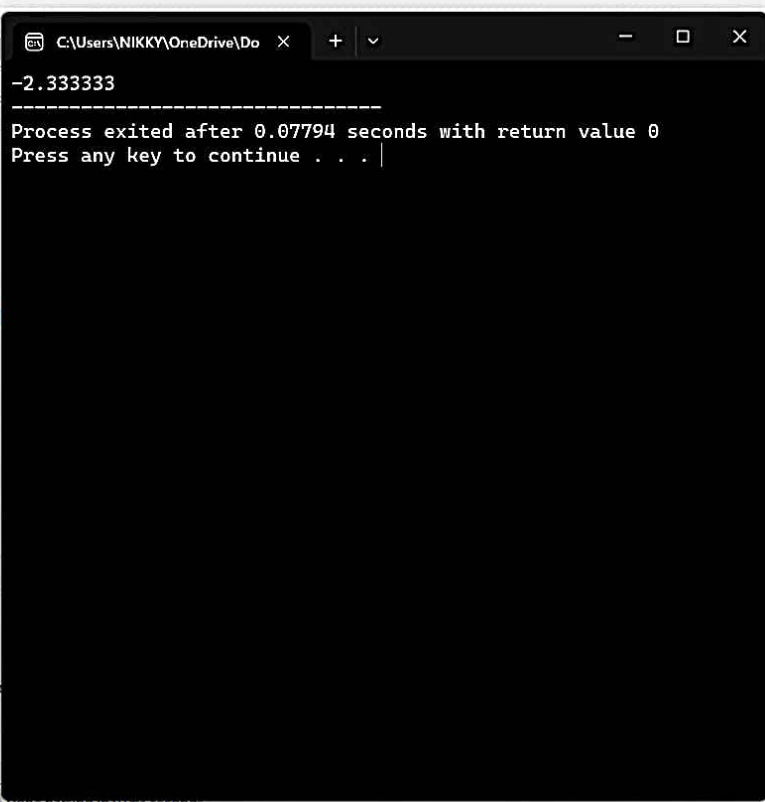 C:\Users\NIKKY\OneDrive\Do
-2.333333
--------------------------------
Process exited after 0.07794 seconds with return value 0
Press any key to continue . . .